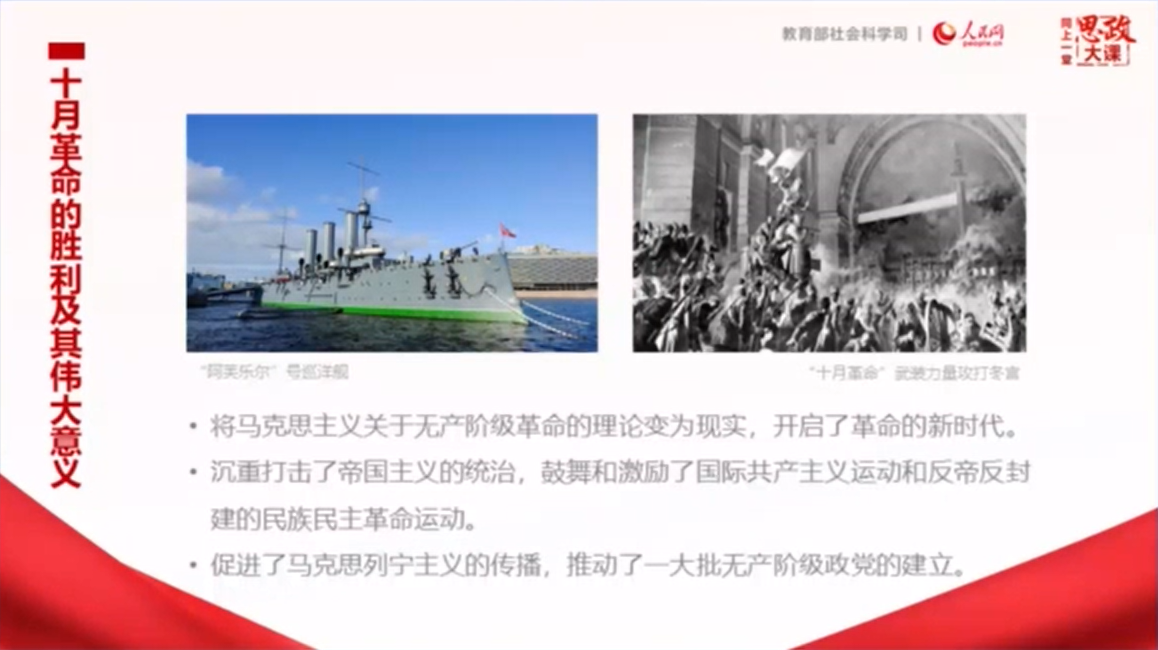 教育部社会科学司 | 人民网
people.cn
同上一堂
思政
大课
十月革命的胜利及其伟大意义
“阿芙乐尔”号巡洋舰
“十月革命”武装力量攻打冬宫
• 将马克思主义关于无产阶级革命的理论变为现实，开启了革命的新时代。
• 沉重打击了帝国主义的统治，鼓舞和激励了国际共产主义运动和反帝反封
建的民族民主革命运动。
• 促进了马克思列宁主义的传播，推动了一大批无产阶级政党的建立。